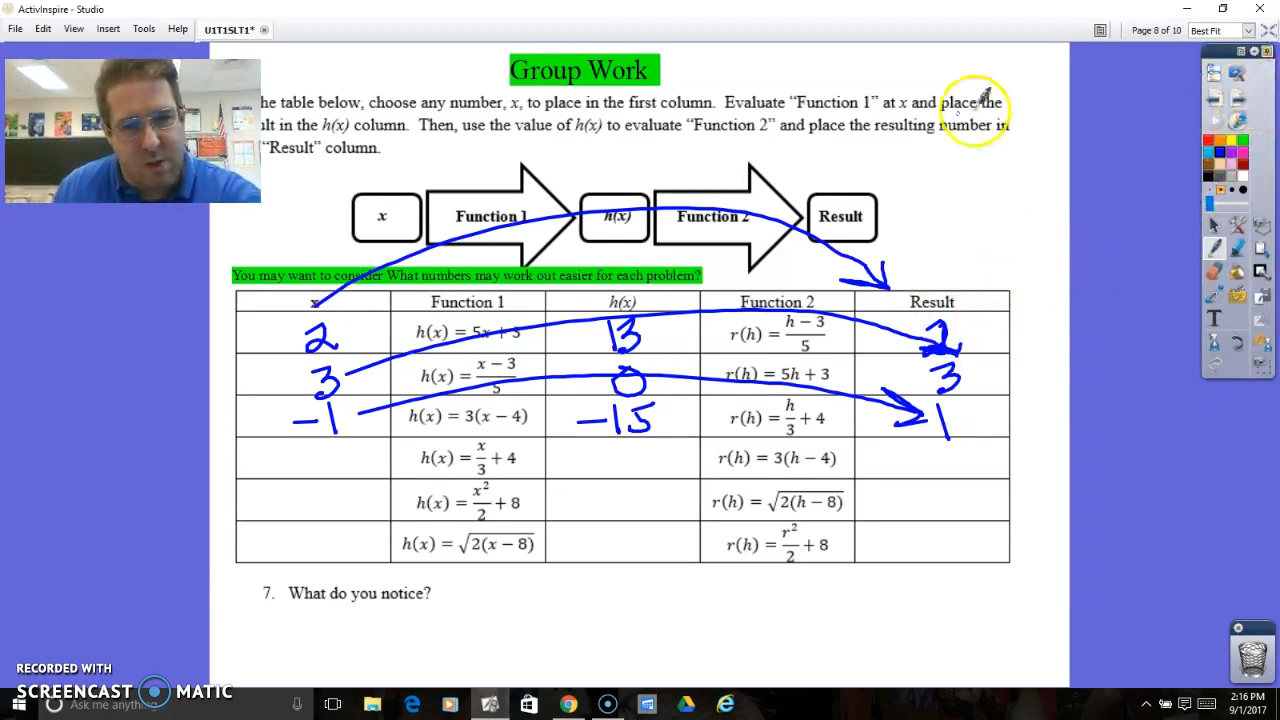 ActivInspire - Studio
File Edit View Insert Tools Help U1T1SLT1* Page 8 of 10 Best Fit
Group Work
he table below, choose any number, x, to place in the first column. Evaluate “Function 1” at x and place the
ult in the h(x) column. Then, use the value of h(x) to evaluate “Function 2” and place the resulting number in
“Result” column.
x Function 1 h(x) Function 2 Result
You may want to consider What numbers may work out easier for each problem?
x Function 1 h(x) Function 2 Result
2 h(x) = 5x + 3 13 r(h) = (h − 3)/5 2
3 h(x) = (x − 3)/5 0 r(h) = 5h + 3 3
−1 h(x) = 3(x − 4) −15 r(h) = h/3 + 4 1
h(x) = x/3 + 4 r(h) = 3(h − 4)
h(x) = x²/2 + 8 r(h) = √2(h − 8)
h(x) = √2(x − 8) r(h) = r²/2 + 8
7. What do you notice?
RECORDED WITH
SCREENCAST MATIC
Ask me anything
2:16 PM
9/1/2017